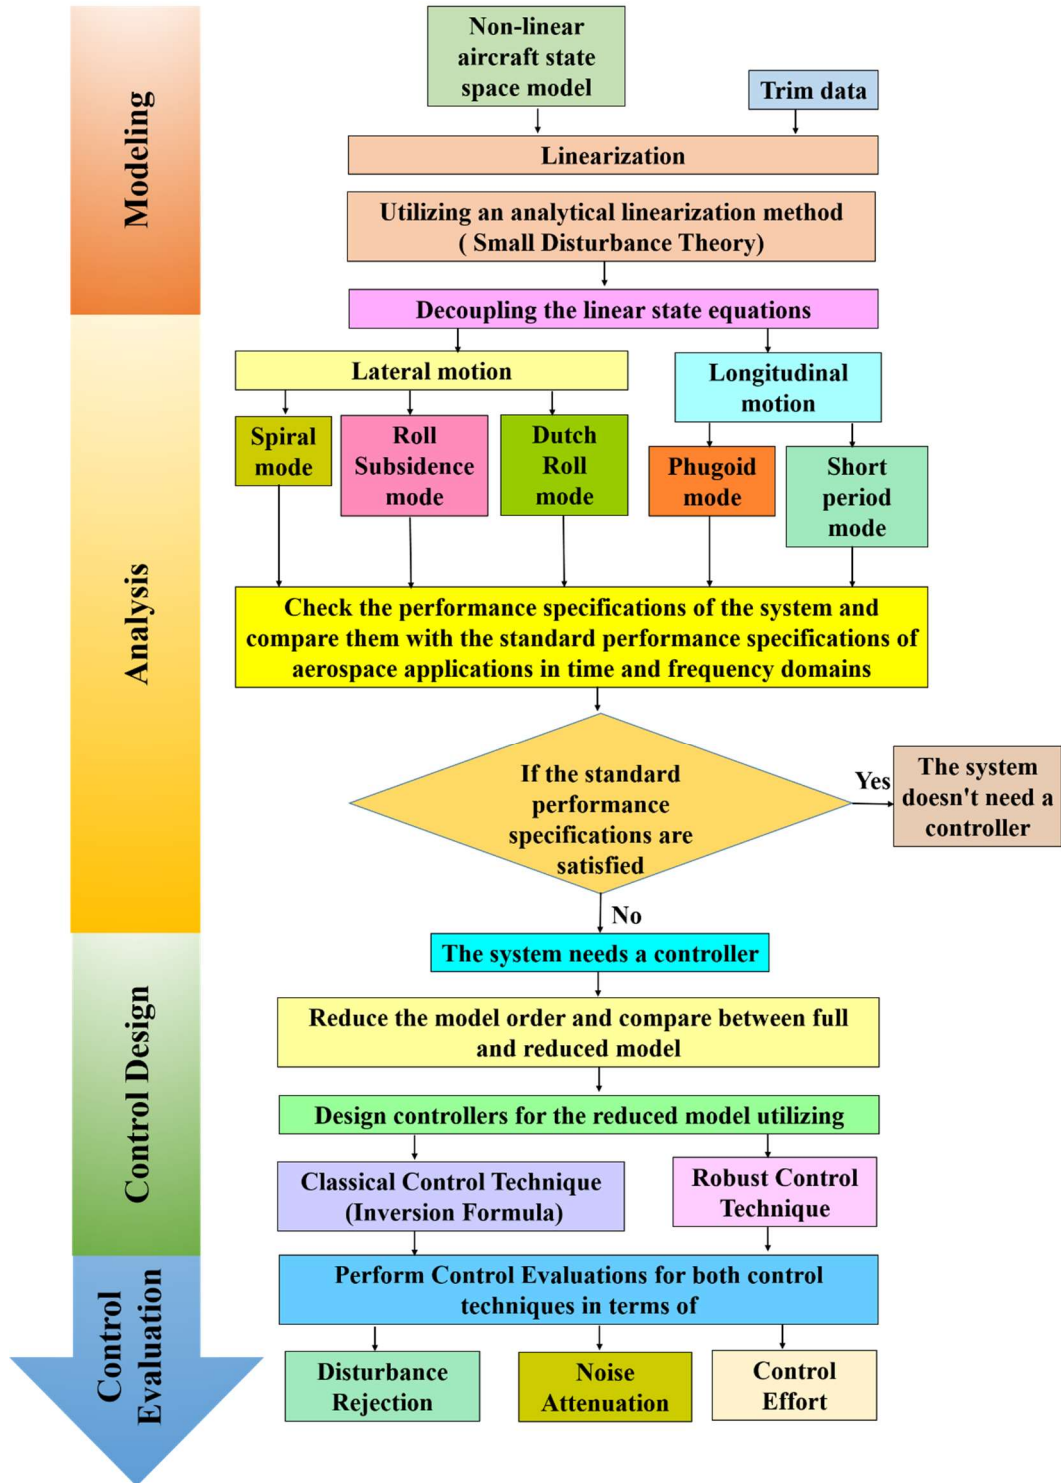 Modeling
Non-linear
aircraft state
space model
Trim data
Linearization
Utilizing an analytical linearization method
( Small Disturbance Theory)
Decoupling the linear state equations
Analysis
Lateral motion
Longitudinal
motion
Spiral
mode
Roll
Subsidence
mode
Dutch
Roll
mode
Phugoid
mode
Short
period
mode
Check the performance specifications of the system and
compare them with the standard performance specifications of
aerospace applications in time and frequency domains
If the standard
performance
specifications are
satisfied
Yes
The system
doesn't need a
controller
No
Control Design
The system needs a controller
Reduce the model order and compare between full
and reduced model
Design controllers for the reduced model utilizing
Classical Control Technique
(Inversion Formula)
Robust Control
Technique
Control
Evaluation
Perform Control Evaluations for both control
techniques in terms of
Disturbance
Rejection
Noise
Attenuation
Control
Effort